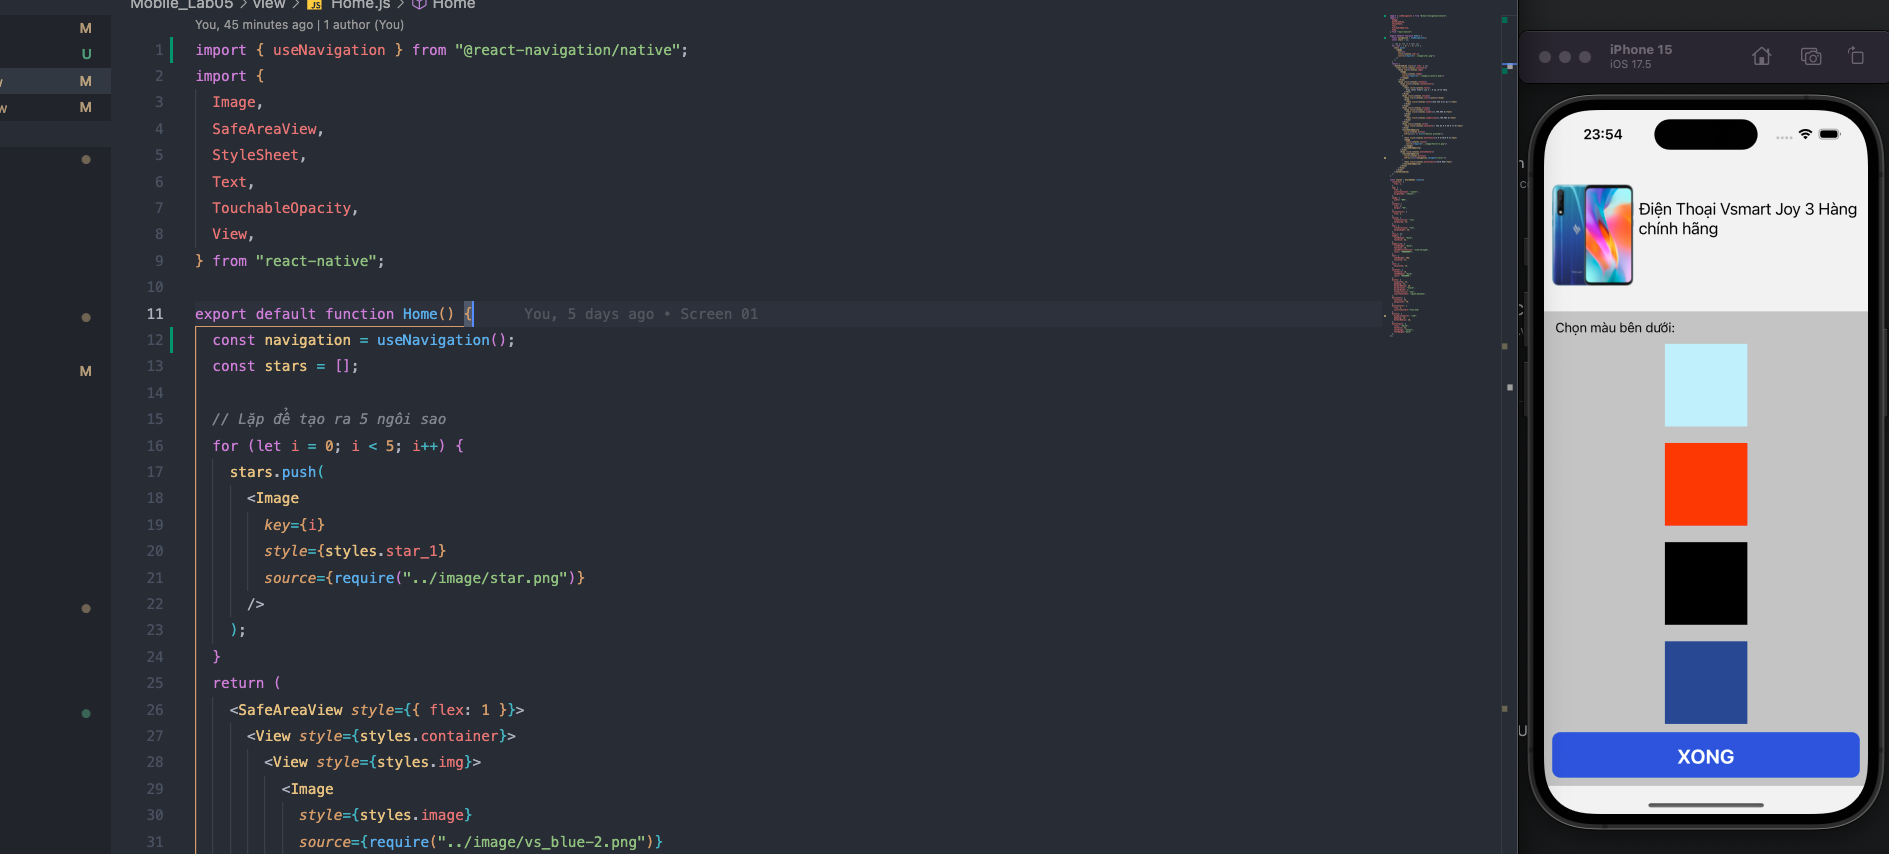 Mobile_Lab05 > view > JS Home.js > Home
You, 45 minutes ago | 1 author (You)
M
U
M
w M
M
1 import { useNavigation } from "@react-navigation/native";
2 import {
3 Image,
4 SafeAreaView,
5 StyleSheet,
6 Text,
7 TouchableOpacity,
8 View,
9 } from "react-native";
10
11 export default function Home() { You, 5 days ago • Screen 01
12 const navigation = useNavigation();
13 const stars = [];
14
15 // Lặp để tạo ra 5 ngôi sao
16 for (let i = 0; i < 5; i++) {
17 stars.push(
18 <Image
19 key={i}
20 style={styles.star_1}
21 source={require("../image/star.png")}
22 />
23 );
24 }
25 return (
26 <SafeAreaView style={{ flex: 1 }}>
27 <View style={styles.container}>
28 <View style={styles.img}>
29 <Image
30 style={styles.image}
31 source={require("../image/vs_blue-2.png")}
iPhone 15
iOS 17.5
23:54
Điện Thoại Vsmart Joy 3 Hàng
chính hãng
Chọn màu bên dưới:
XONG